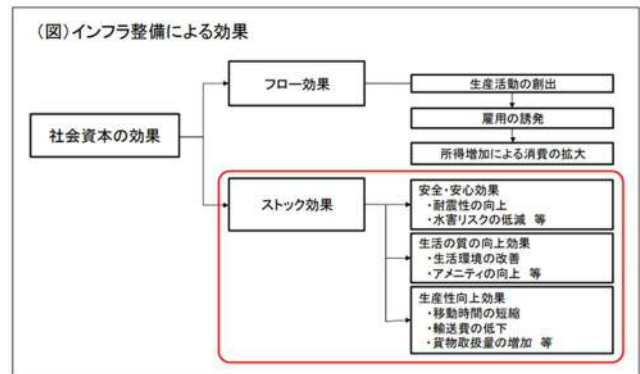 （図）インフラ整備による効果
社会資本の効果
フロー効果
生産活動の創出
雇用の誘発
所得増加による消費の拡大
ストック効果
安全・安心効果
・耐震性の向上
・水害リスクの低減 等
生活の質の向上効果
・生活環境の改善
・アメニティの向上 等
生産性向上効果
・移動時間の短縮
・輸送費の低下
・貨物取扱量の増加 等